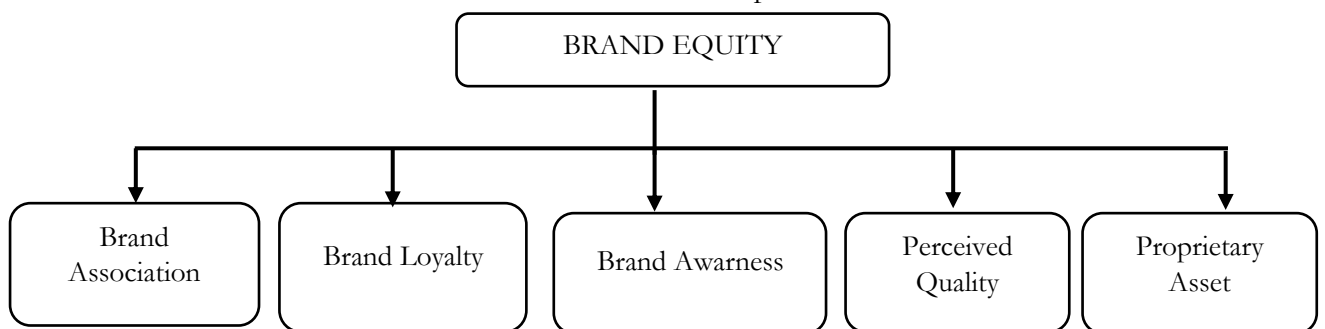 BRAND EQUITY
Brand
Association
Brand Loyalty
Brand Awarness
Perceived
Quality
Proprietary
Asset